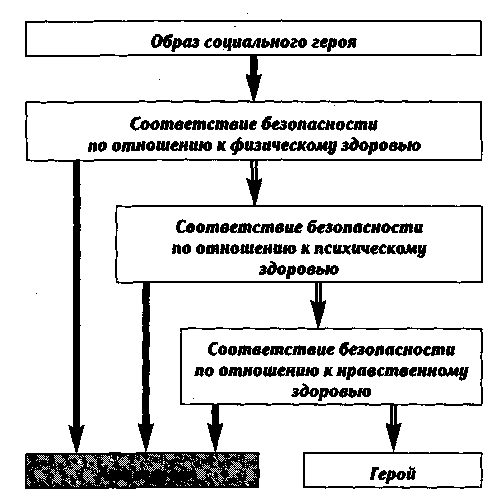 Образ социального героя
Соответствие безопасности
по отношению к физическому здоровью
Соответствие безопасности
по отношению к психическому
здоровью
Соответствие безопасности
по отношению к нравственному
здоровью
Герой